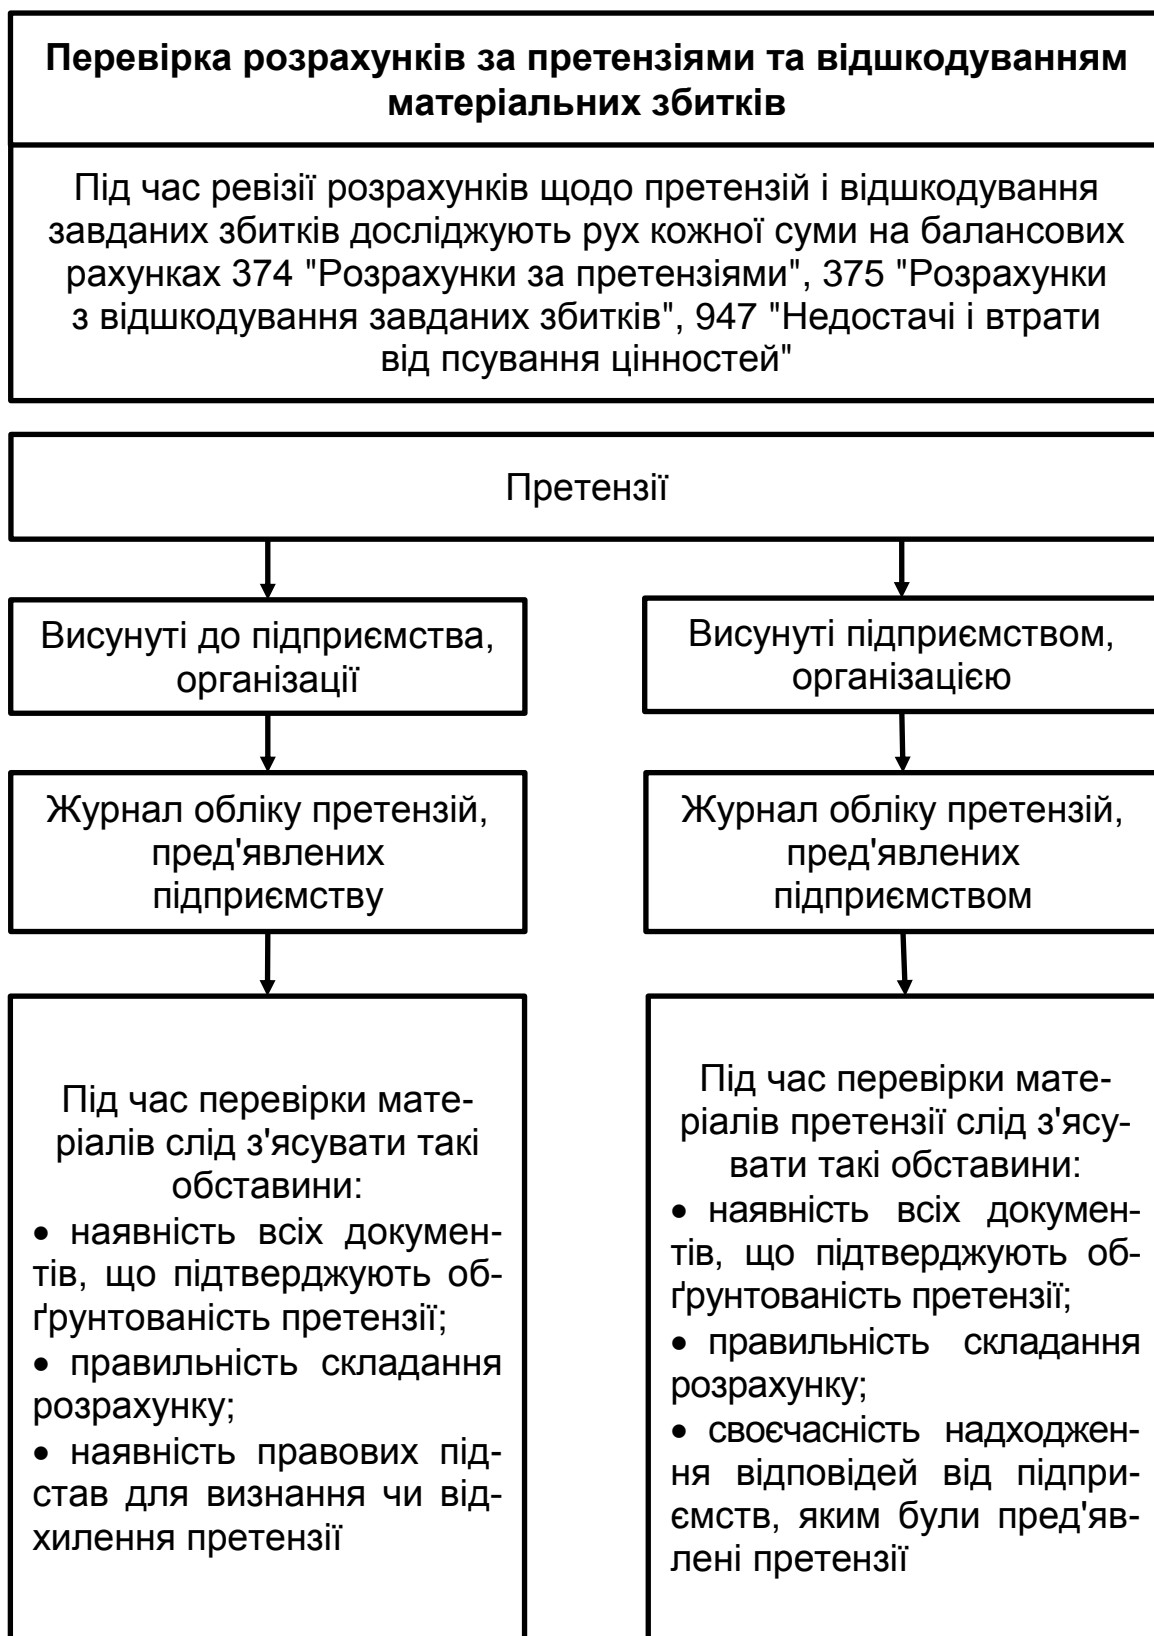 Перевірка розрахунків за претензіями та відшкодуванням
матеріальних збитків
Під час ревізії розрахунків щодо претензій і відшкодування
завданих збитків досліджують рух кожної суми на балансових
рахунках 374 "Розрахунки за претензіями", 375 "Розрахунки
з відшкодування завданих збитків", 947 "Недостачі і втрати
від псування цінностей"
Претензії
Висунуті до підприємства,
організації
Журнал обліку претензій,
пред'явлених
підприємству
Під час перевірки мате-
ріалів слід з'ясувати такі
обставини:
• наявність всіх докумен-
тів, що підтверджують об-
ґрунтованість претензії;
• правильність складання
розрахунку;
• наявність правових під-
став для визнання чи від-
хилення претензії
Висунуті підприємством,
організацією
Журнал обліку претензій,
пред'явлених
підприємством
Під час перевірки мате-
ріалів претензії слід з'ясу-
вати такі обставини:
• наявність всіх докумен-
тів, що підтверджують об-
ґрунтованість претензії;
• правильність складання
розрахунку;
• своєчасність надходжен-
ня відповідей від підпри-
ємств, яким були пред'яв-
лені претензії